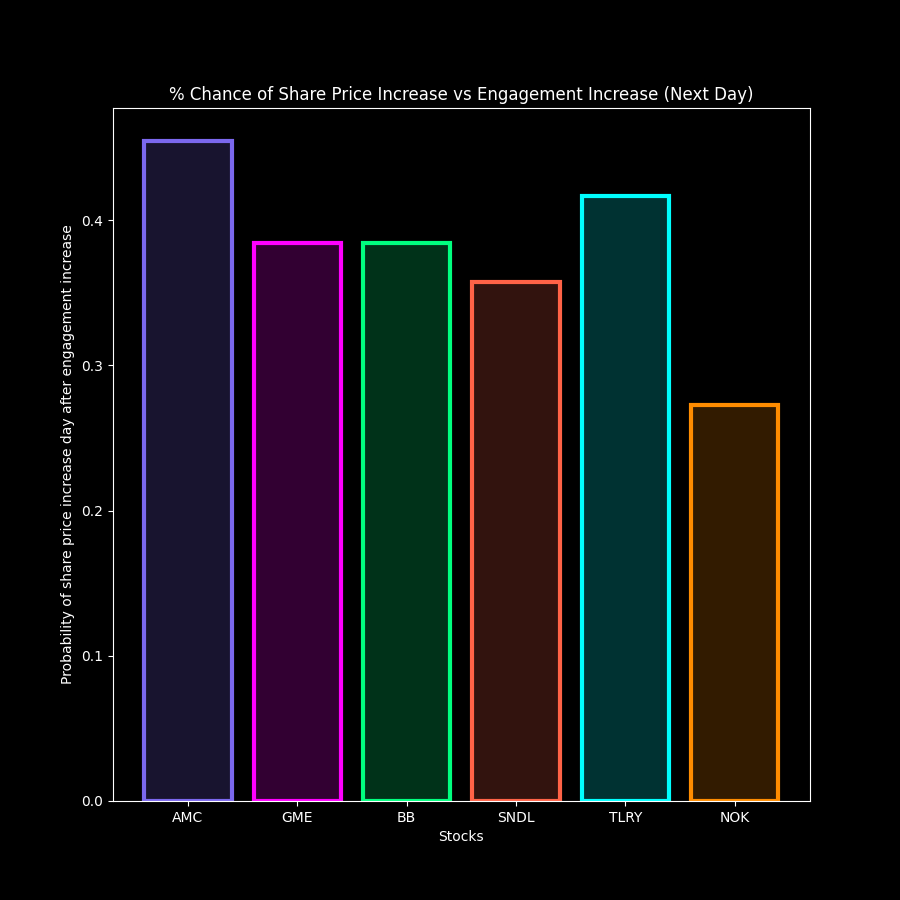 % Chance of Share Price Increase vs Engagement Increase (Next Day)
Probability of share price increase day after engagement increase
0.4
0.3
0.2
0.1
0.0
AMC GME BB SNDL TLRY NOK
Stocks